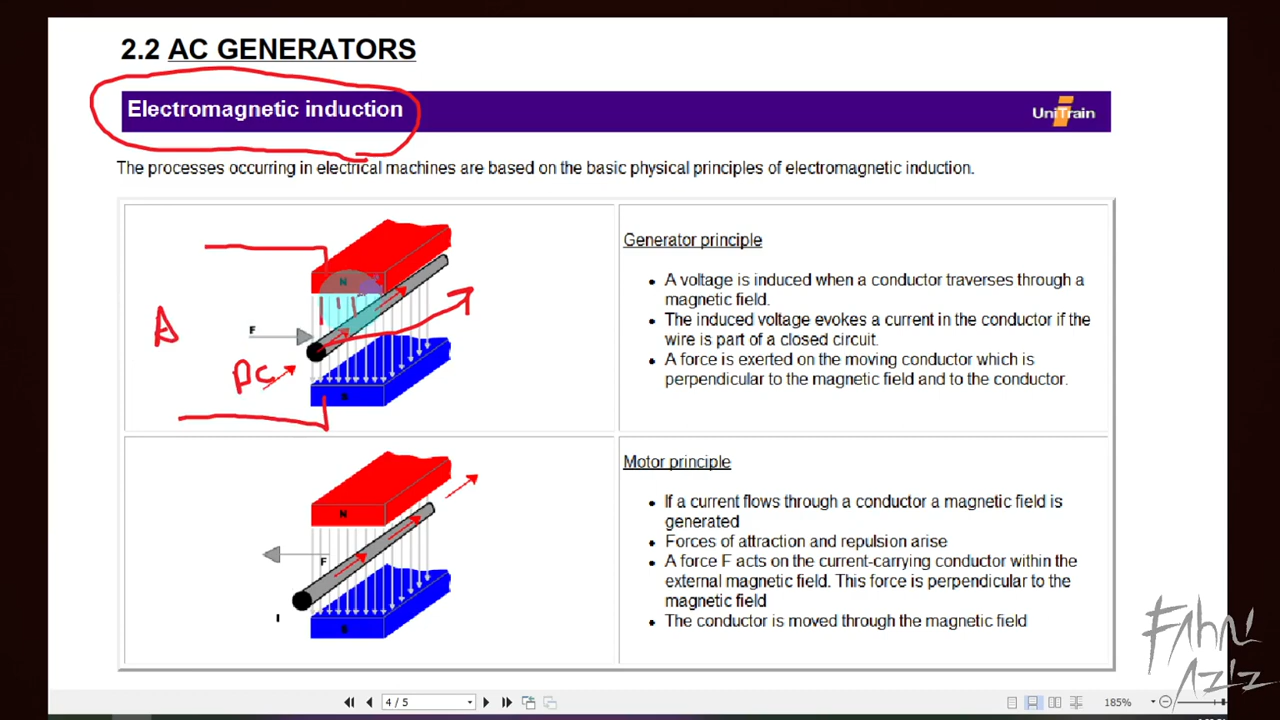 2.2 AC GENERATORS
Electromagnetic induction
UniTrain
The processes occurring in electrical machines are based on the basic physical principles of electromagnetic induction.
N
F
DC
Generator principle
A voltage is induced when a conductor traverses through a
magnetic field.
The induced voltage evokes a current in the conductor if the
wire is part of a closed circuit.
A force is exerted on the moving conductor which is
perpendicular to the magnetic field and to the conductor.
N
F
I
S
Motor principle
If a current flows through a conductor a magnetic field is
generated
Forces of attraction and repulsion arise
A force F acts on the current-carrying conductor within the
external magnetic field. This force is perpendicular to the
magnetic field
The conductor is moved through the magnetic field
FAHMI
AZIZ
4 / 5
185%